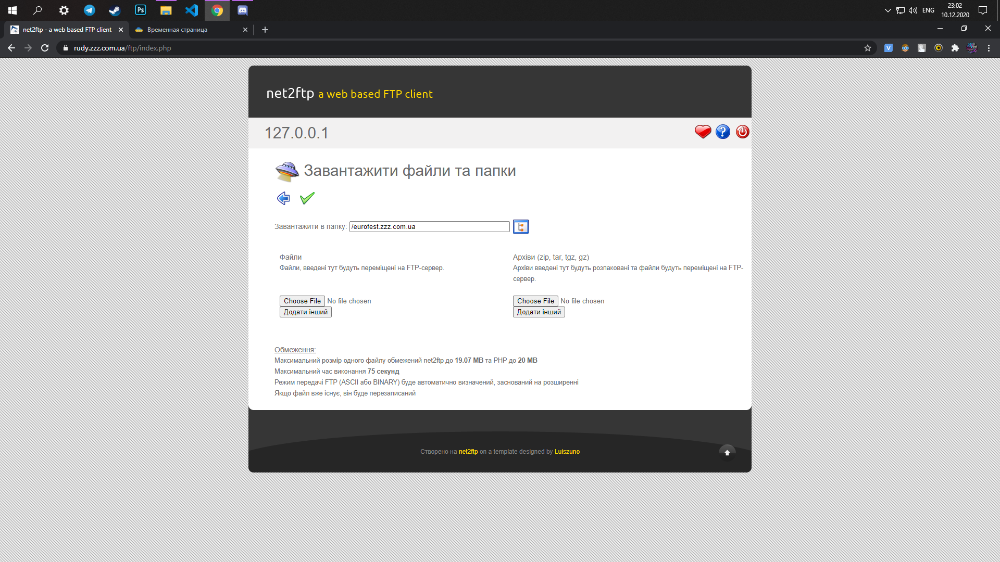 Ps
ENG
23:02
10.12.2020
net2ftp - a web based FTP client
Временная страница
rudy.zzz.com.ua/ftp/index.php
V
net2ftp a web based FTP client
127.0.0.1
Завантажити файли та папки
Завантажити в папку: /eurofest.zzz.com.ua
Файли
Файли, введені тут будуть переміщені на FTP-сервер.
Choose File No file chosen
Додати інший
Архіви (zip, tar, tgz, gz)
Архіви введені тут будуть розпаковані та файли будуть переміщені на FTP-
сервер.
Choose File No file chosen
Додати інший
Обмеження:
Максимальний розмір одного файлу обмежений net2ftp до 19.07 MB та PHP до 20 MB
Максимальний час виконання 75 секунд
Режим передачі FTP (ASCII або BINARY) буде автоматично визначений, заснований на розширенні
Якщо файл вже існує, він буде перезаписаний
Створено на net2ftp on a template designed by Luiszuno